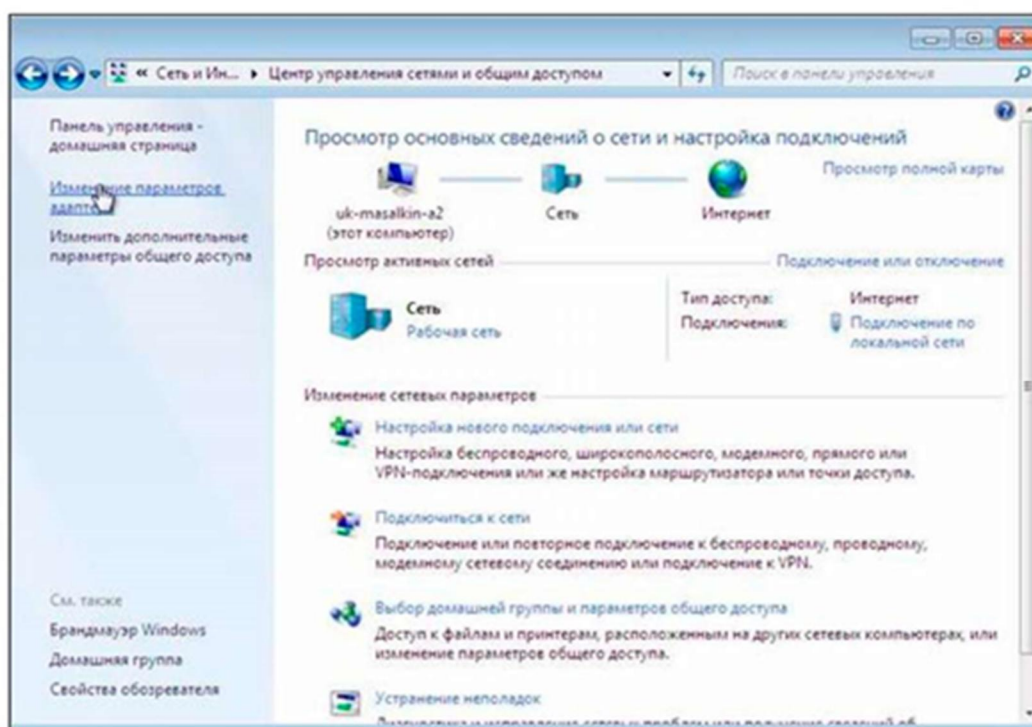 « Сеть и Ин... ▸ Центр управления сетями и общим доступом
Поиск в панели управления
Панель управления -
домашняя страница
Изменение параметров
Изменить дополнительные
параметры общего доступа
См. также
Брандмауэр Windows
Домашняя группа
Свойства обозревателя
Просмотр основных сведений о сети и настройка подключений
Просмотр полной карты
uk-masalkin-a2
(этот компьютер)
Сеть
Интернет
Просмотр активных сетей
Подключение или отключение
Сеть
Рабочая сеть
Тип доступа: Интернет
Подключения: Подключение по
локальной сети
Изменение сетевых параметров
Настройка нового подключения или сети
Настройка беспроводного, широкополосного, модемного, прямого или
VPN-подключения или же настройка маршрутизатора или точки доступа.
Подключиться к сети
Подключение или повторное подключение к беспроводному, проводному,
модемному сетевому соединению или подключение к VPN.
Выбор домашней группы и параметров общего доступа
Доступ к файлам и принтерам, расположенным на других сетевых компьютерах, или
изменение параметров общего доступа.
Устранение неполадок